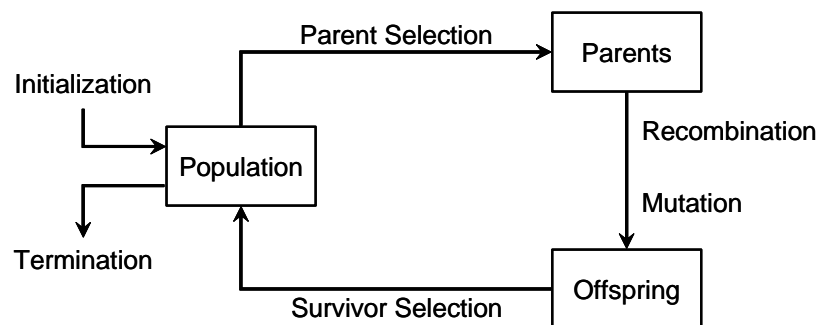 Parent Selection
Parents
Initialization
Recombination
Population
Mutation
Termination
Offspring
Survivor Selection